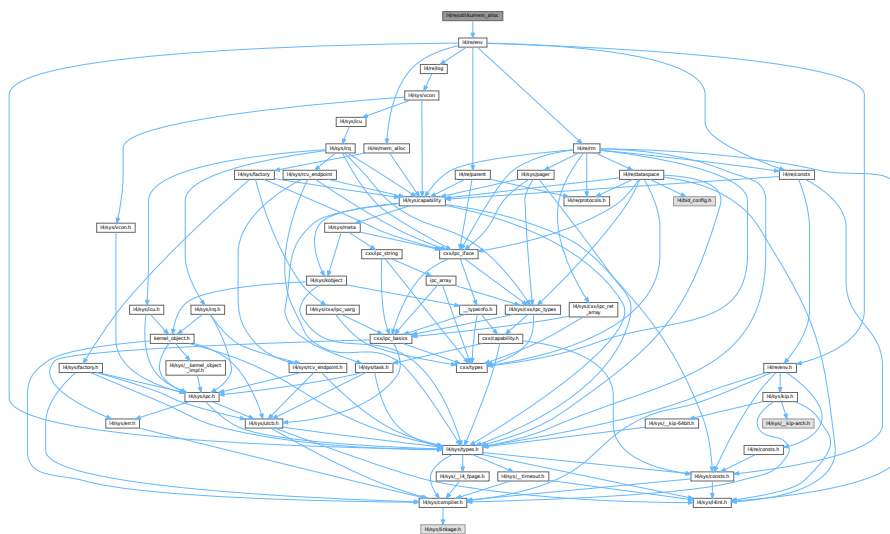 l4/re/util/kumem_alloc
l4/re/env
l4/re/log
l4/sys/vcon
l4/sys/icu
l4/sys/irq
l4/re/mem_alloc
l4/re/rm
l4/sys/factory
l4/sys/rcv_endpoint
l4/re/parent
l4/sys/pager
l4/re/dataspace
l4/re/consts
l4/sys/capability
l4/re/protocols.h
l4/bid_config.h
l4/sys/vcon.h
l4/sys/meta
cxx/ipc_string
cxx/ipc_iface
l4/sys/kobject
ipc_array
l4/sys/icu.h
l4/sys/irq.h
l4/sys/cxx/ipc_varg
__typeinfo.h
l4/sys/cxx/ipc_types
l4/sys/cxx/ipc_ret
_array
kernel_object.h
cxx/ipc_basics
cxx/capability.h
l4/sys/factory.h
l4/sys/__kernel_object
_impl.h
l4/sys/rcv_endpoint.h
l4/sys/task.h
cxx/types
l4/re/env.h
l4/sys/ipc.h
l4/sys/kip.h
l4/sys/err.h
l4/sys/utcb.h
l4/sys/__kip-64bit.h
l4/sys/__kip-arch.h
l4/sys/types.h
l4/re/consts.h
l4/sys/__l4_fpage.h
l4/sys/__timeout.h
l4/sys/consts.h
l4/sys/compiler.h
l4/sys/l4int.h
l4/sys/linkage.h